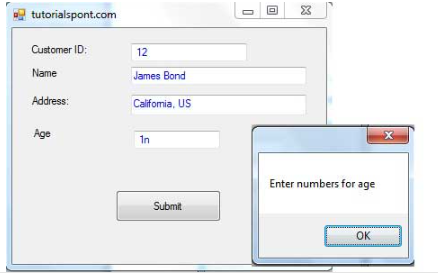 tutorialspont.com
Customer ID: 12
Name James Bond
Address: California, US
Age 1n
Submit
Enter numbers for age
OK